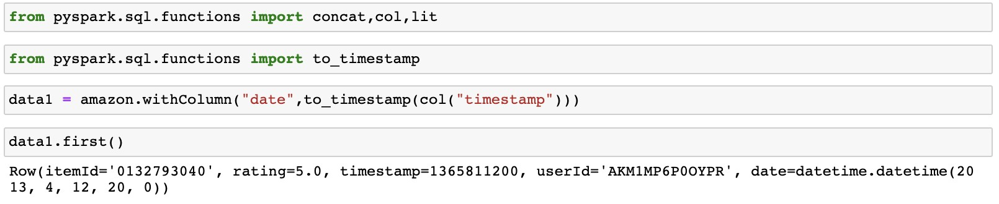 from pyspark.sql.functions import concat,col,lit
from pyspark.sql.functions import to_timestamp
data1 = amazon.withColumn("date",to_timestamp(col("timestamp")))
data1.first()
Row(itemId='0132793040', rating=5.0, timestamp=1365811200, userId='AKM1MP6P0OYPR', date=datetime.datetime(20
13, 4, 12, 20, 0))